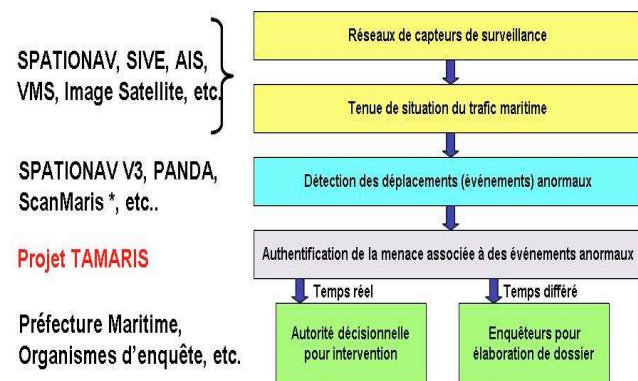 SPATIONAV, SIVE, AIS,
VMS, Image Satellite, etc.
Réseaux de capteurs de surveillance
Tenue de situation du trafic maritime
SPATIONAV V3, PANDA,
ScanMaris *, etc..
Détection des déplacements (événements) anormaux
Projet TAMARIS
Authentification de la menace associée à des événements anormaux
Temps réel
Temps différé
Préfecture Maritime,
Organismes d'enquête, etc.
Autorité décisionnelle
pour intervention
Enquêteurs pour
élaboration de dossier